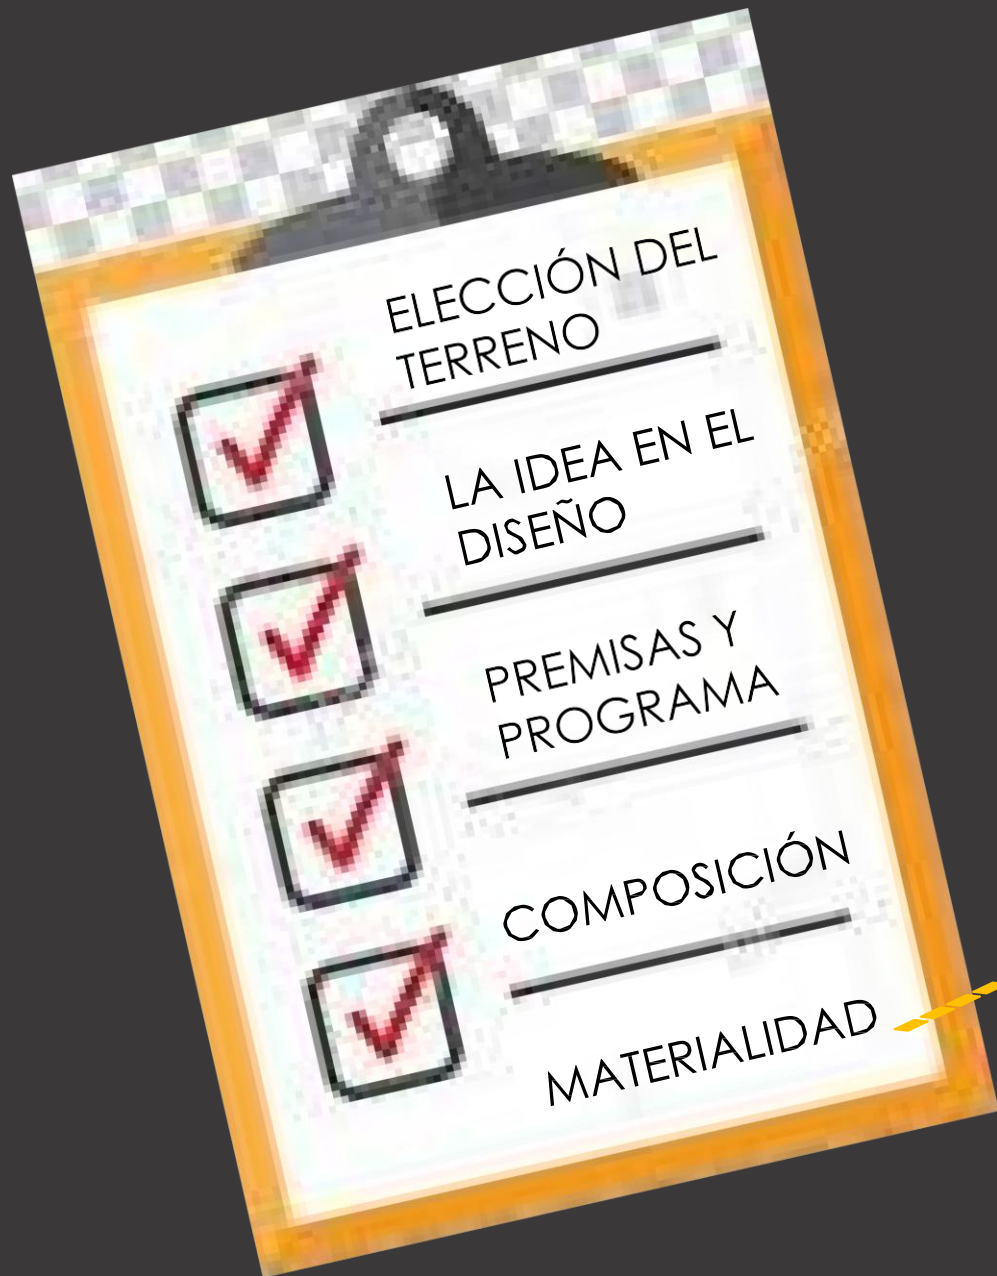 ELECCIÓN DEL
TERRENO
LA IDEA EN EL
DISEÑO
PREMISAS Y
PROGRAMA
COMPOSICIÓN
MATERIALIDAD